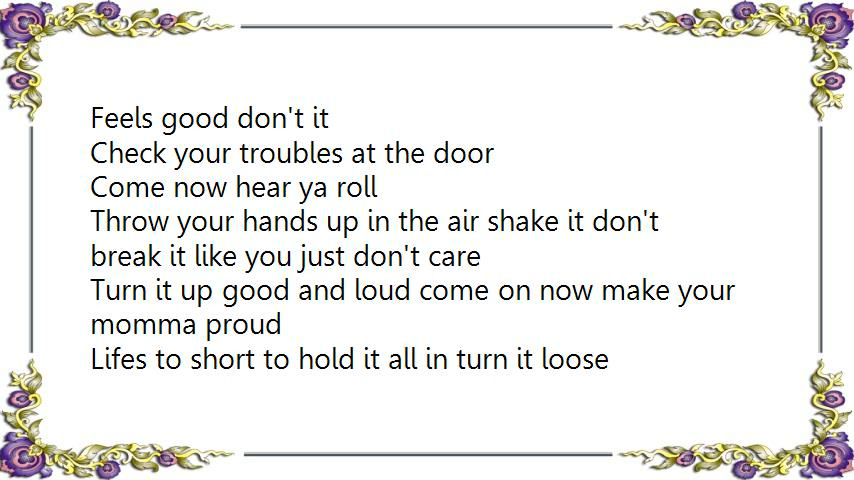 Feels good don't it
Check your troubles at the door
Come now hear ya roll
Throw your hands up in the air shake it don't
break it like you just don't care
Turn it up good and loud come on now make your
momma proud
Lifes to short to hold it all in turn it loose